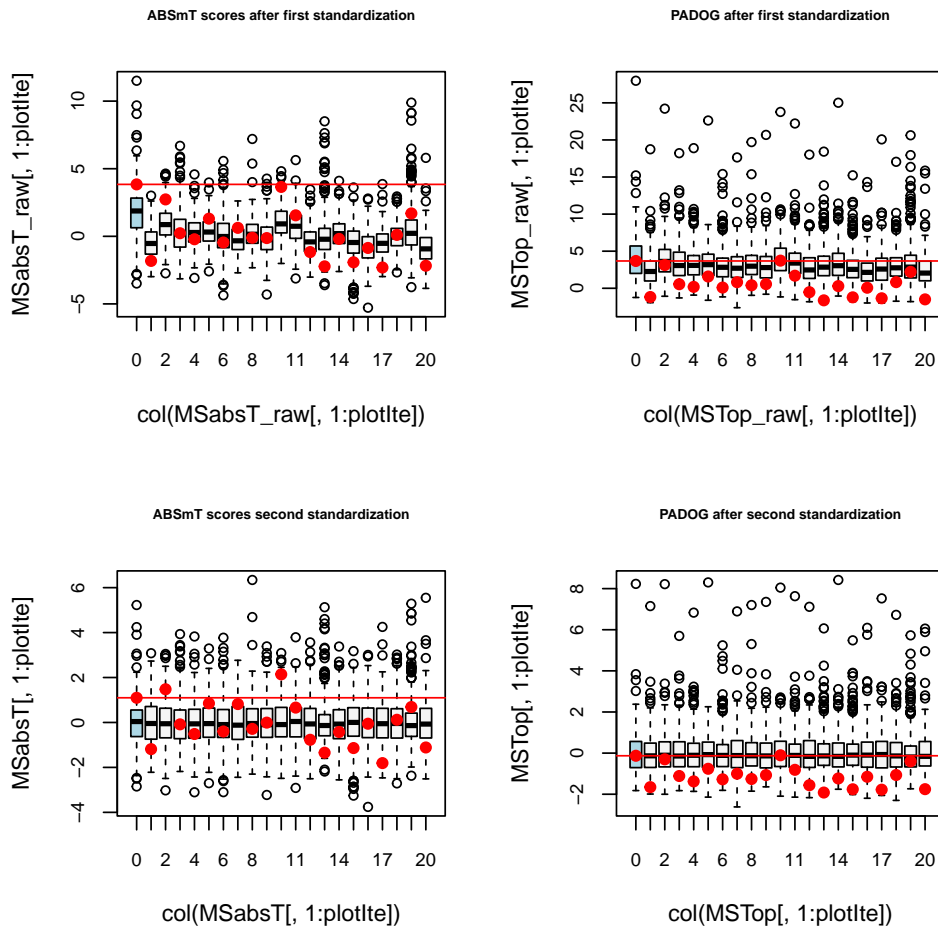 ABSmT scores after first standardization
MSabsT_raw[, 1:plotIte]
10
5
0
−5
0 2 4 6 8 11 14 17 20
col(MSabsT_raw[, 1:plotIte])
PADOG after first standardization
MSTop_raw[, 1:plotIte]
25
20
15
10
5
0
0 2 4 6 8 11 14 17 20
col(MSTop_raw[, 1:plotIte])
ABSmT scores second standardization
MSabsT[, 1:plotIte]
6
4
2
0
−2
−4
0 2 4 6 8 11 14 17 20
col(MSabsT[, 1:plotIte])
PADOG after second standardization
MSTop[, 1:plotIte]
8
6
4
2
0
−2
0 2 4 6 8 11 14 17 20
col(MSTop[, 1:plotIte])